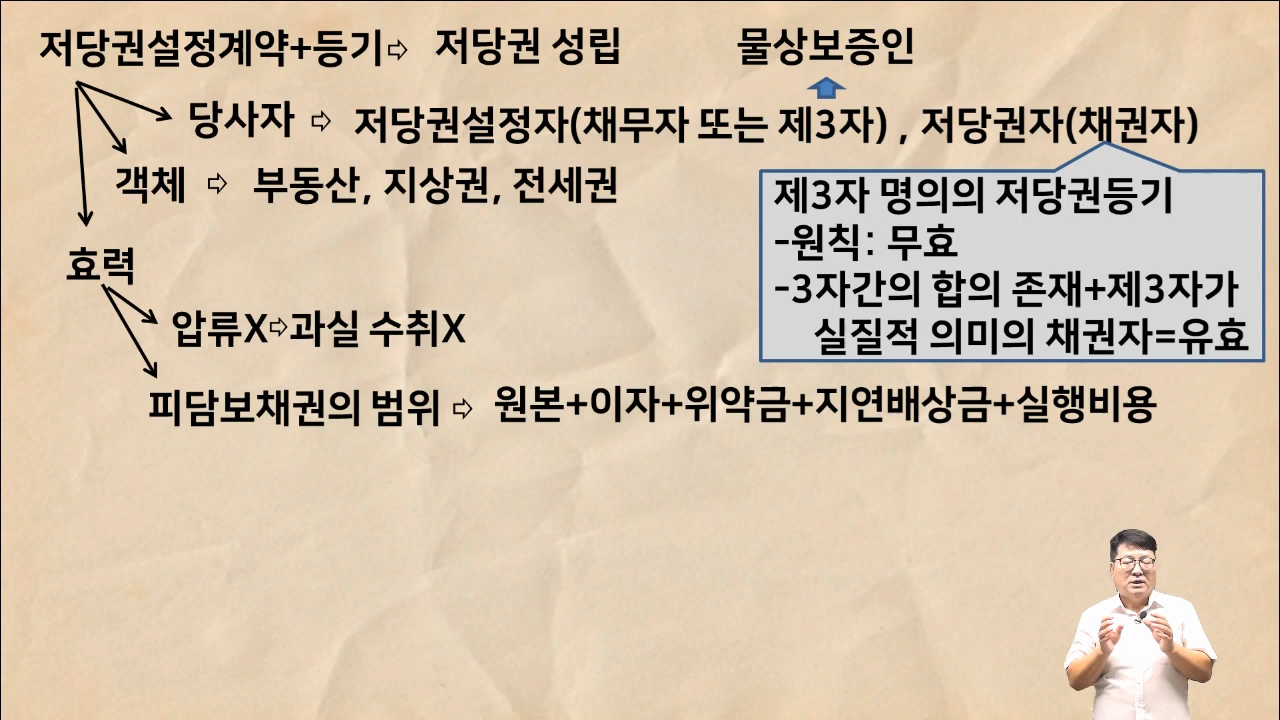 저당권설정계약+등기⇨ 저당권 성립 물상보증인
당사자 ⇨ 저당권설정자(채무자 또는 제3자) , 저당권자(채권자)
객체 ⇨ 부동산, 지상권, 전세권
제3자 명의의 저당권등기
-원칙: 무효
-3자간의 합의 존재+제3자가
실질적 의미의 채권자=유효
효력
압류X⇨과실 수취X
피담보채권의 범위 ⇨ 원본+이자+위약금+지연배상금+실행비용